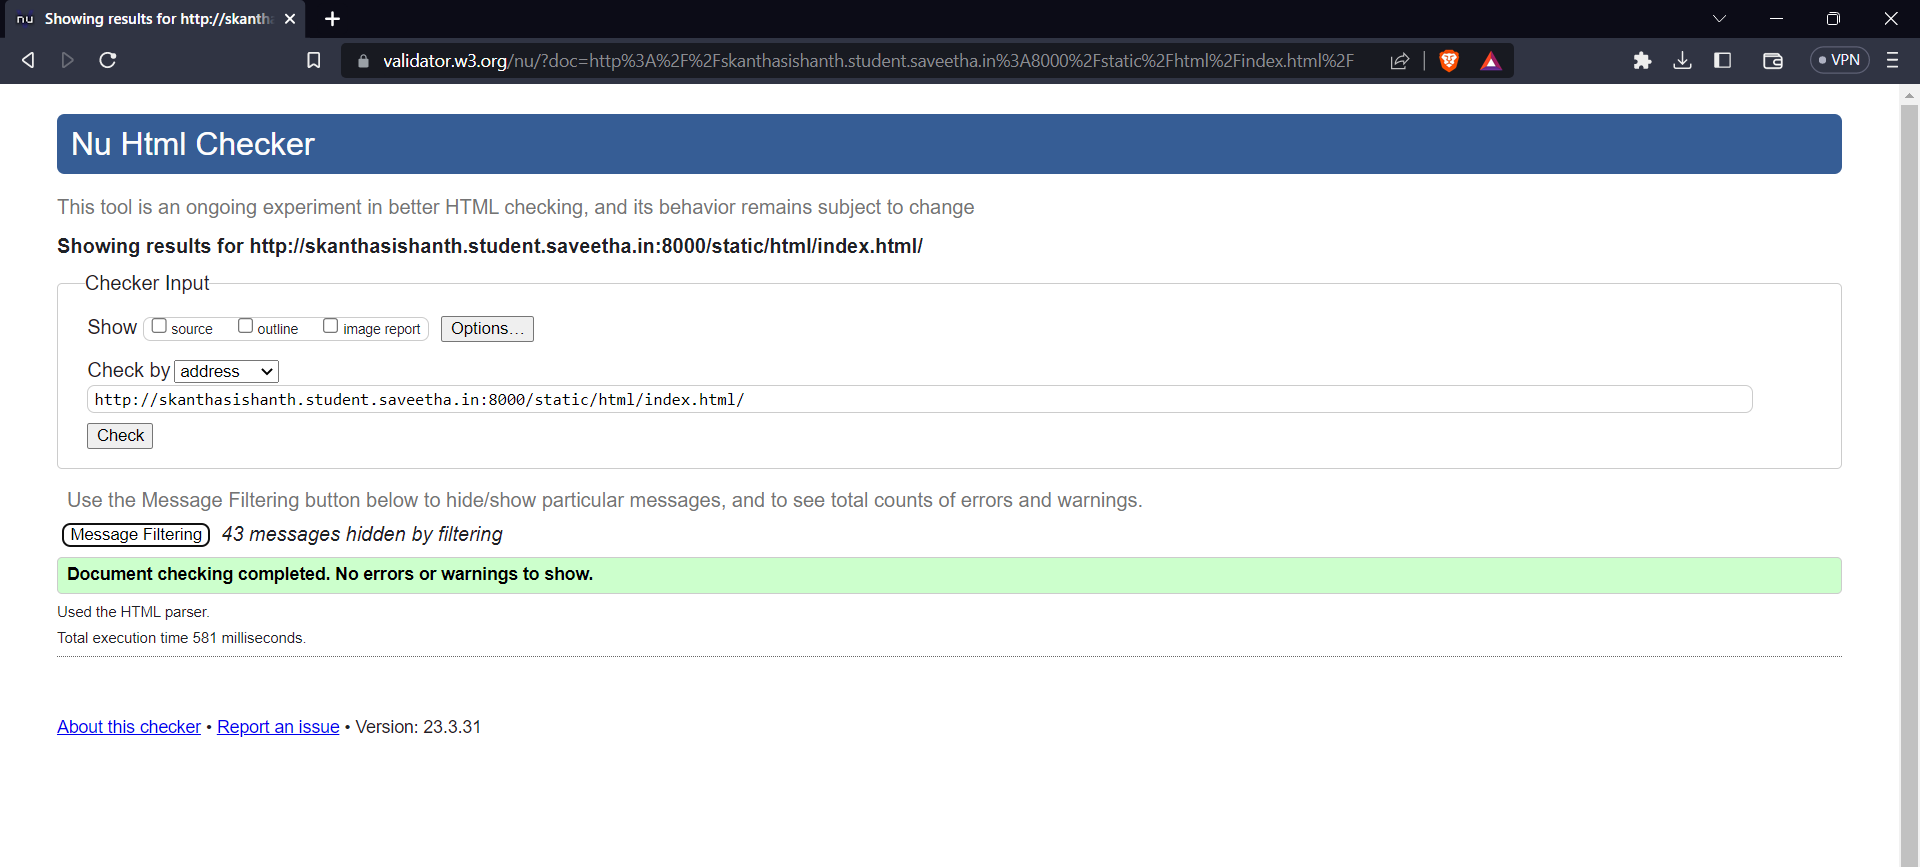 nu Showing results for http://skanth
validator.w3.org/nu/?doc=http%3A%2F%2Fskanthasishanth.student.saveetha.in%3A8000%2Fstatic%2Fhtml%2Findex.html%2F
VPN
Nu Html Checker
This tool is an ongoing experiment in better HTML checking, and its behavior remains subject to change
Showing results for http://skanthasishanth.student.saveetha.in:8000/static/html/index.html/
Checker Input
Show source outline image report Options...
Check by address
http://skanthasishanth.student.saveetha.in:8000/static/html/index.html/
Check
Use the Message Filtering button below to hide/show particular messages, and to see total counts of errors and warnings.
Message Filtering 43 messages hidden by filtering
Document checking completed. No errors or warnings to show.
Used the HTML parser.
Total execution time 581 milliseconds.
About this checker • Report an issue • Version: 23.3.31